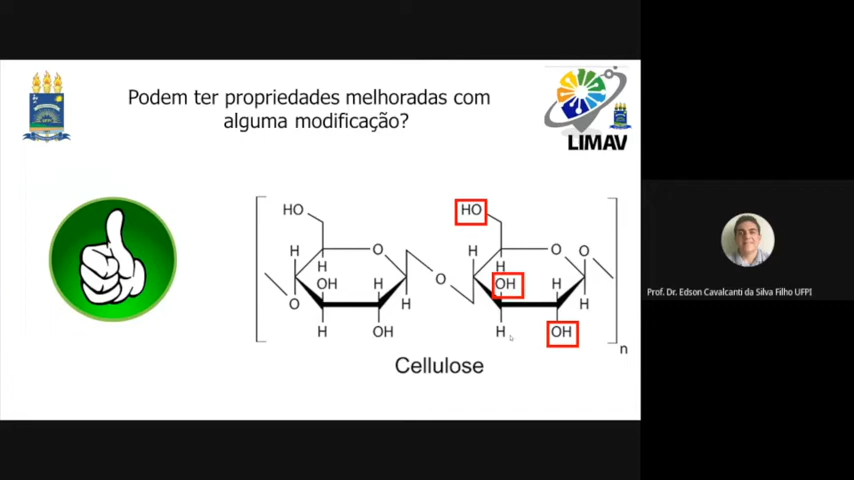 Podem ter propriedades melhoradas com
alguma modificação?
LIMAV
HO
HO
H
O
H
O
O
H
H
OH
H
O
H
OH
H
O
H
H
H
OH
H
OH
n
Cellulose
Prof. Dr. Edson Cavalcanti da Silva Filho UFPI